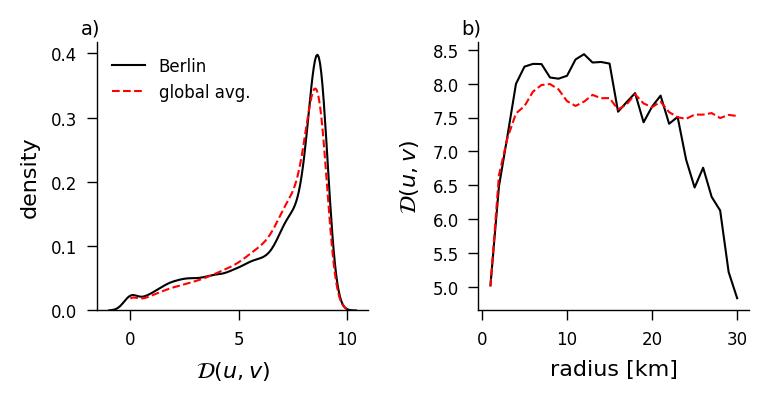 a)
density
0.4
0.3
0.2
0.1
0.0
Berlin
global avg.
0 5 10
𝒟(u, v)
b)
𝒟(u, v)
8.5
8.0
7.5
7.0
6.5
6.0
5.5
5.0
0 10 20 30
radius [km]